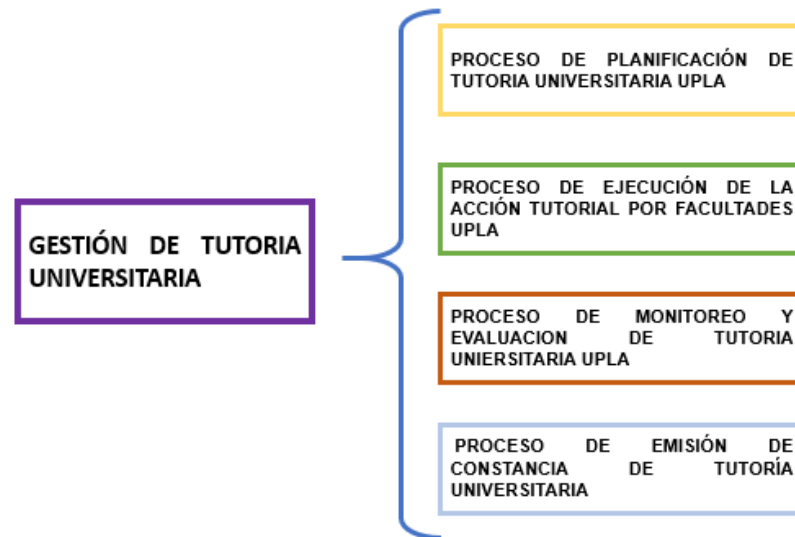 PROCESO DE PLANIFICACIÓN DE
TUTORIA UNIVERSITARIA UPLA
PROCESO DE EJECUCIÓN DE LA
ACCIÓN TUTORIAL POR FACULTADES
UPLA
GESTIÓN DE TUTORIA
UNIVERSITARIA
PROCESO DE MONITOREO Y
EVALUACION DE TUTORIA
UNIERSITARIA UPLA
PROCESO DE EMISIÓN DE
CONSTANCIA DE TUTORÍA
UNIVERSITARIA